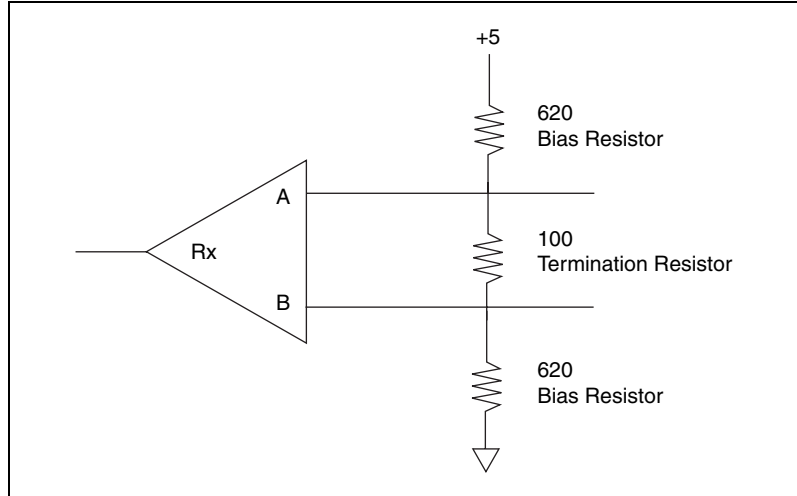 +5
620
Bias Resistor
A
100
Termination Resistor
Rx
B
620
Bias Resistor